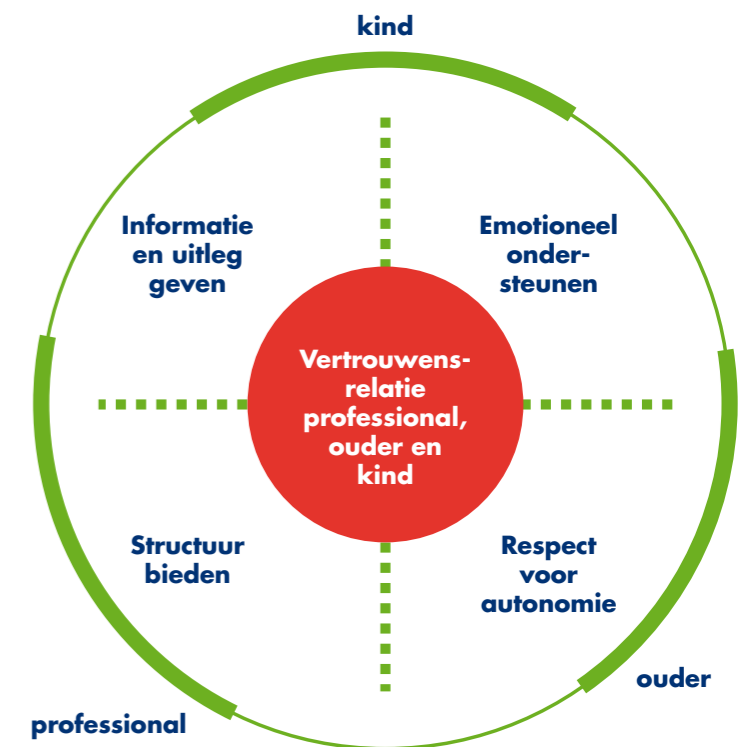 kind
Informatie
en uitleg
geven
Emotioneel
onder-
steunen
Vertrouwens-
relatie
professional,
ouder en
kind
Structuur
bieden
Respect
voor
autonomie
ouder
professional